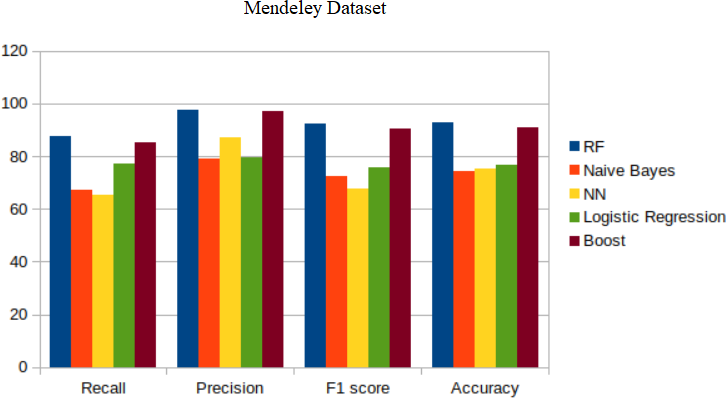 Mendeley Dataset
120
100
80
60
40
20
0
Recall Precision F1 score Accuracy
RF
Naive Bayes
NN
Logistic Regression
Boost